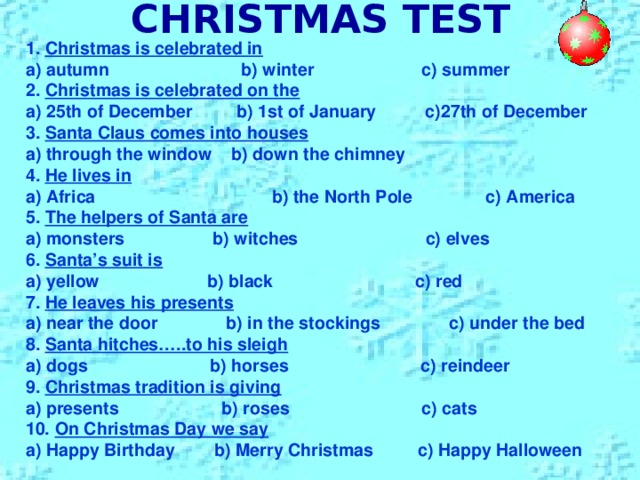 CHRISTMAS TEST
1. Christmas is celebrated in
a) autumn b) winter c) summer
2. Christmas is celebrated on the
a) 25th of December b) 1st of January c)27th of December
3. Santa Claus comes into houses
a) through the window b) down the chimney
4. He lives in
a) Africa b) the North Pole c) America
5. The helpers of Santa are
a) monsters b) witches c) elves
6. Santa's suit is
a) yellow b) black c) red
7. He leaves his presents
a) near the door b) in the stockings c) under the bed
8. Santa hitches…..to his sleigh
a) dogs b) horses c) reindeer
9. Christmas tradition is giving
a) presents b) roses c) cats
10. On Christmas Day we say
a) Happy Birthday b) Merry Christmas c) Happy Halloween